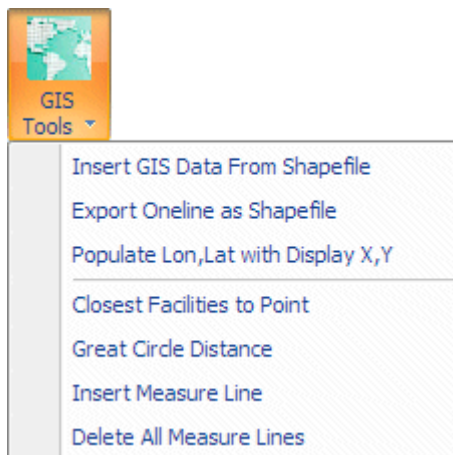 GIS
Tools
Insert GIS Data From Shapefile
Export Oneline as Shapefile
Populate Lon,Lat with Display X,Y
Closest Facilities to Point
Great Circle Distance
Insert Measure Line
Delete All Measure Lines